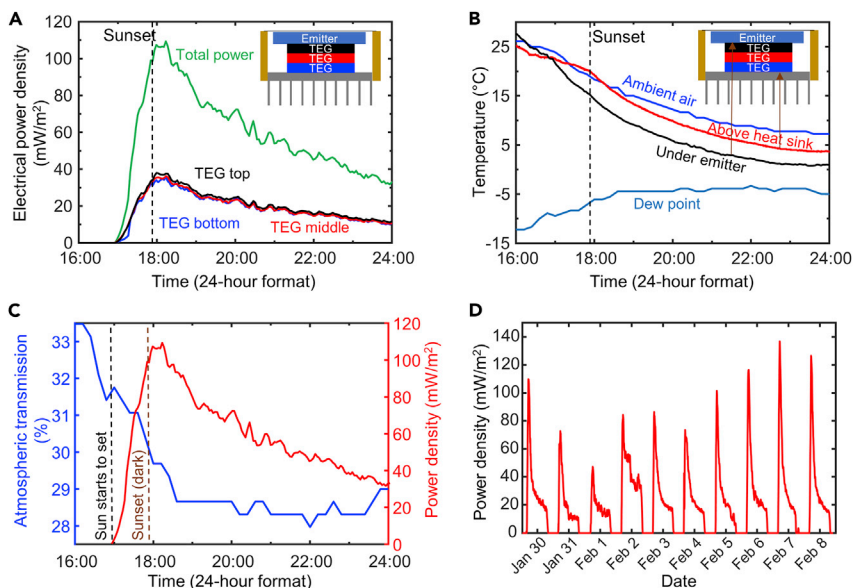 A
Electrical power density
(mW/m²)
120
100
80
60
40
20
0
Sunset
Total power
Emitter
TEG
TEG
TEG
TEG top
TEG bottom
TEG middle
16:00
18:00
20:00
22:00
24:00
Time (24-hour format)
B
Temperature (°C)
25
15
5
-5
-15
Sunset
Emitter
TEG
TEG
TEG
Ambient air
Above heat sink
Under emitter
Dew point
16:00
18:00
20:00
22:00
24:00
Time (24-hour format)
C
Atmospheric transmission
(%)
33
32
31
30
29
28
Sun starts to set
Sunset (dark)
120
100
80
60
40
20
0
Power density (mW/m²)
16:00
18:00
20:00
22:00
24:00
Time (24-hour format)
D
Power density (mW/m²)
140
120
100
80
60
40
20
0
Jan 30
Jan 31
Feb 1
Feb 2
Feb 3
Feb 4
Feb 5
Feb 6
Feb 7
Feb 8
Date